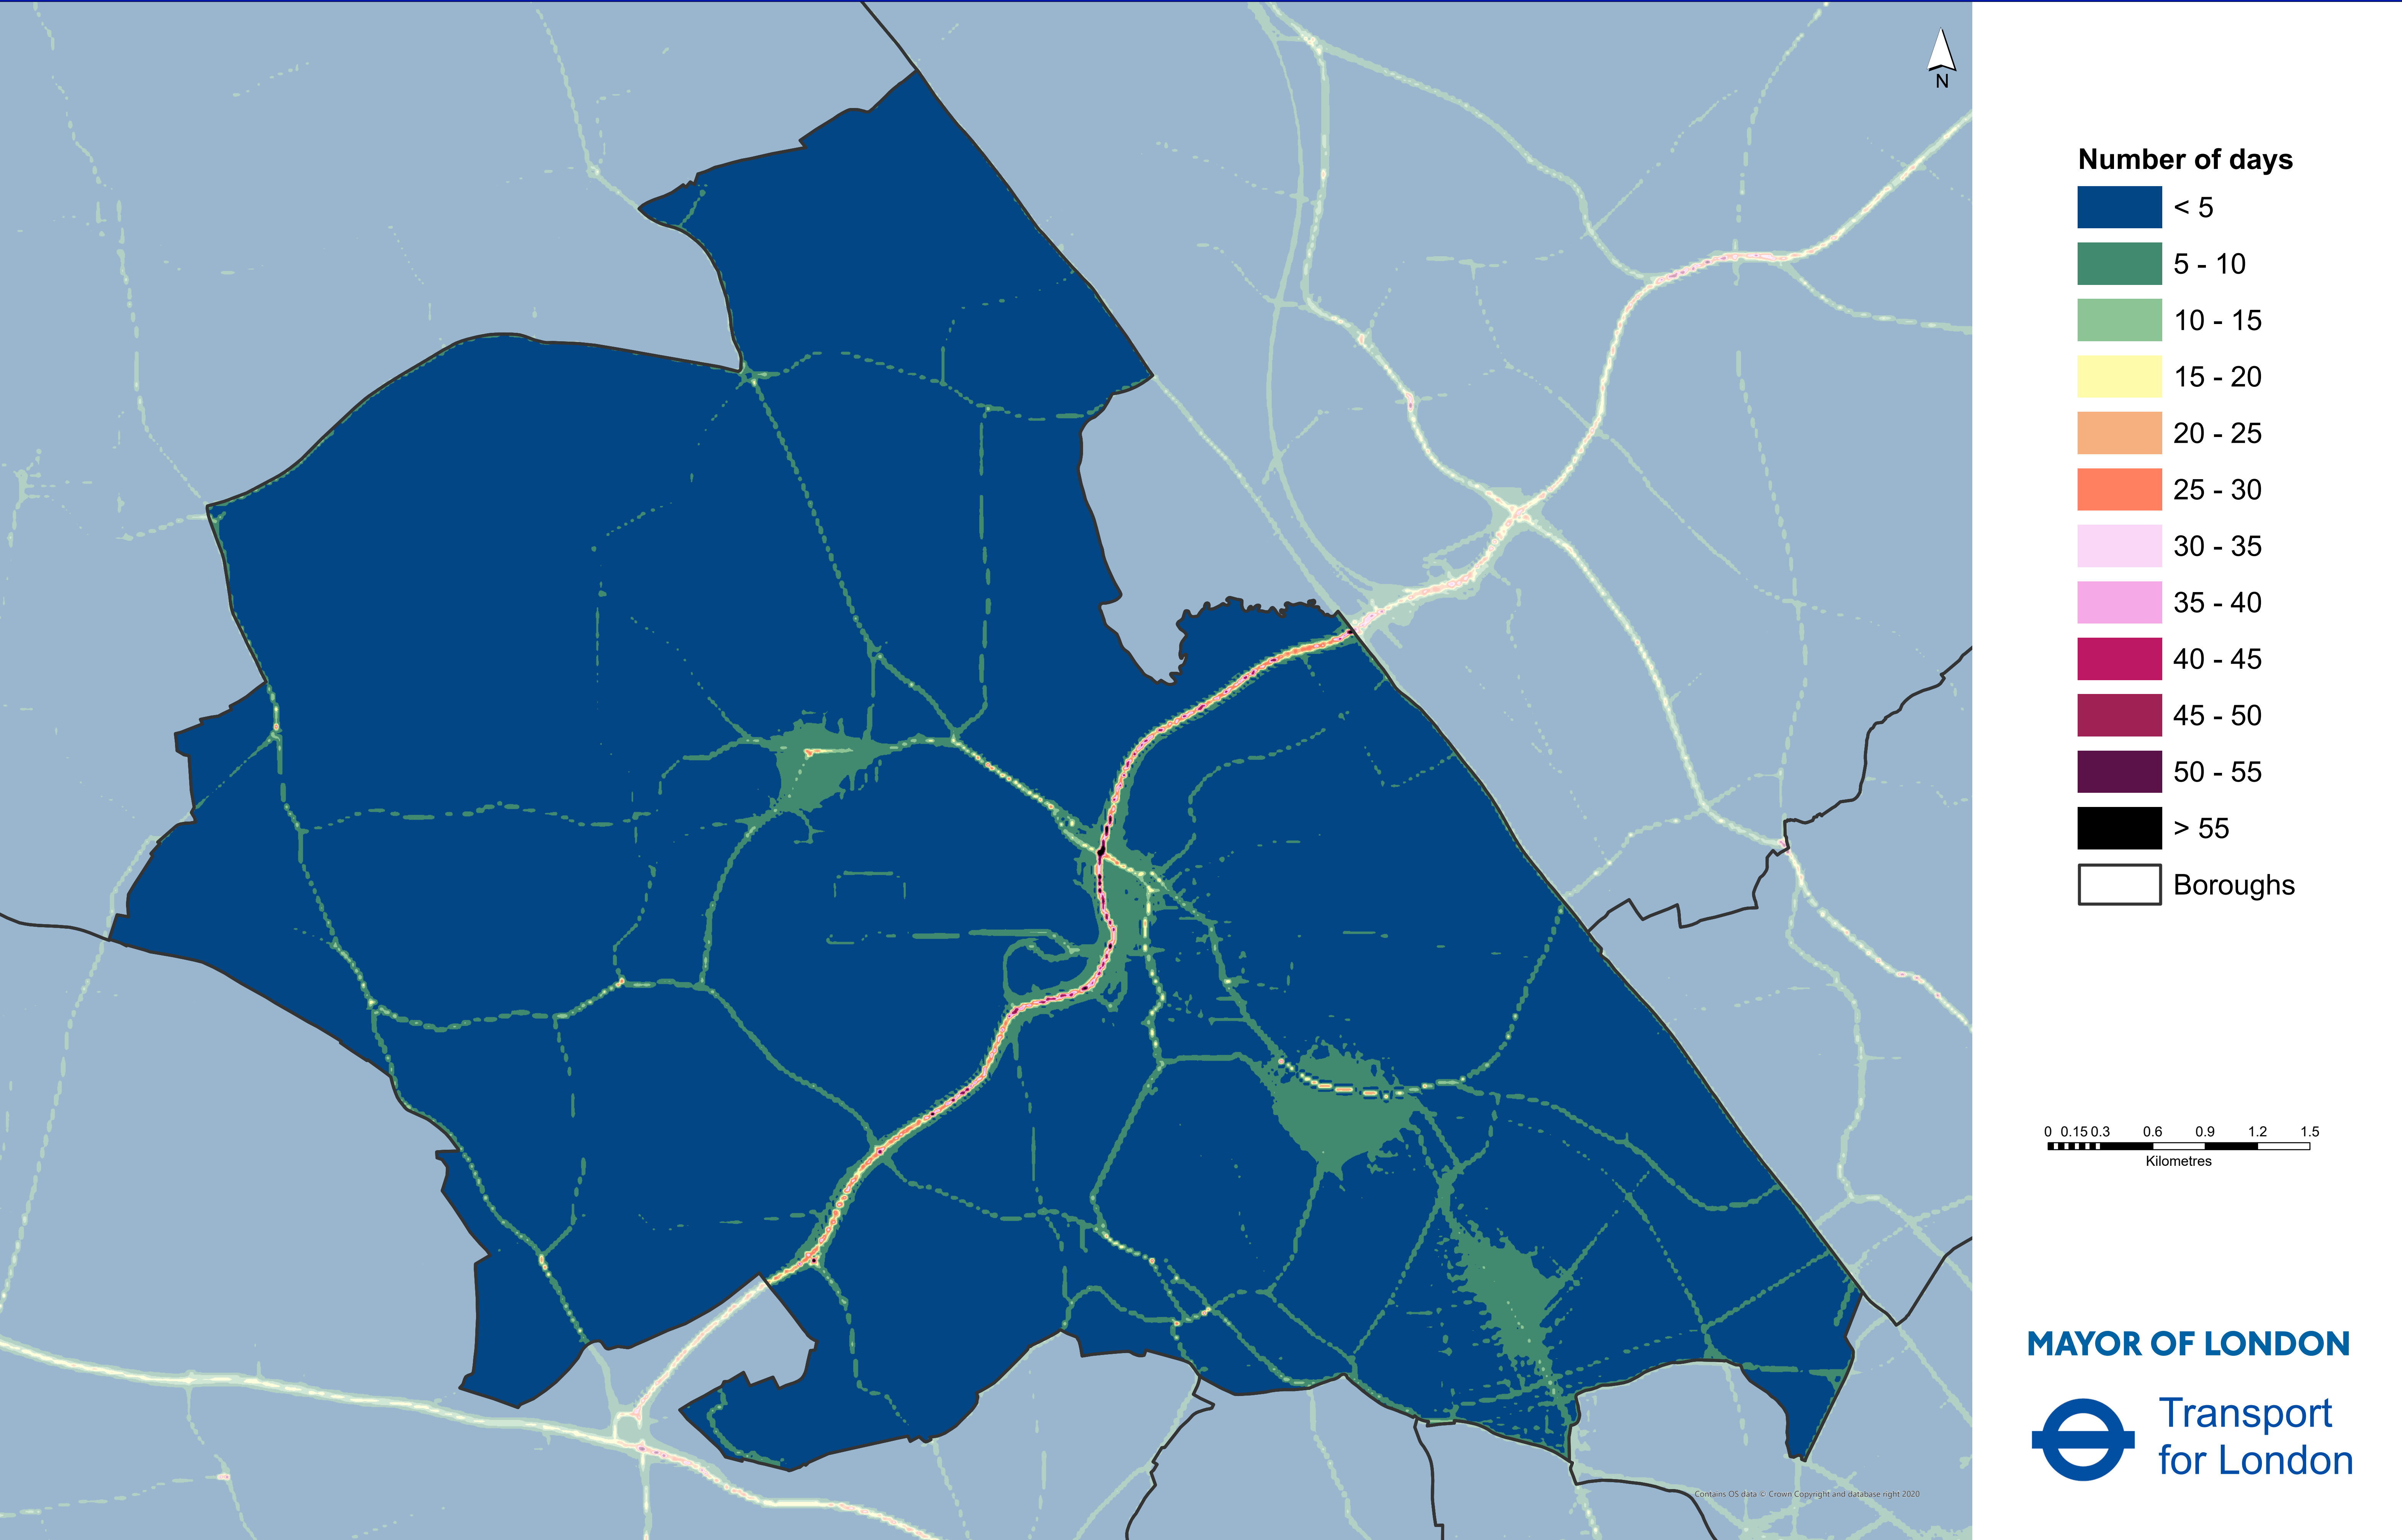 N
Number of days
< 5
5 - 10
10 - 15
15 - 20
20 - 25
25 - 30
30 - 35
35 - 40
40 - 45
45 - 50
50 - 55
> 55
Boroughs
0 0.15 0.3 0.6 0.9 1.2 1.5
Kilometres
MAYOR OF LONDON
Transport
for London
Contains OS data © Crown Copyright and database right 2020